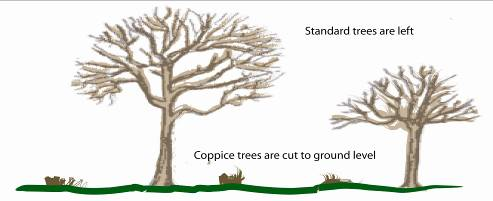 Standard trees are left
Coppice trees are cut to ground level